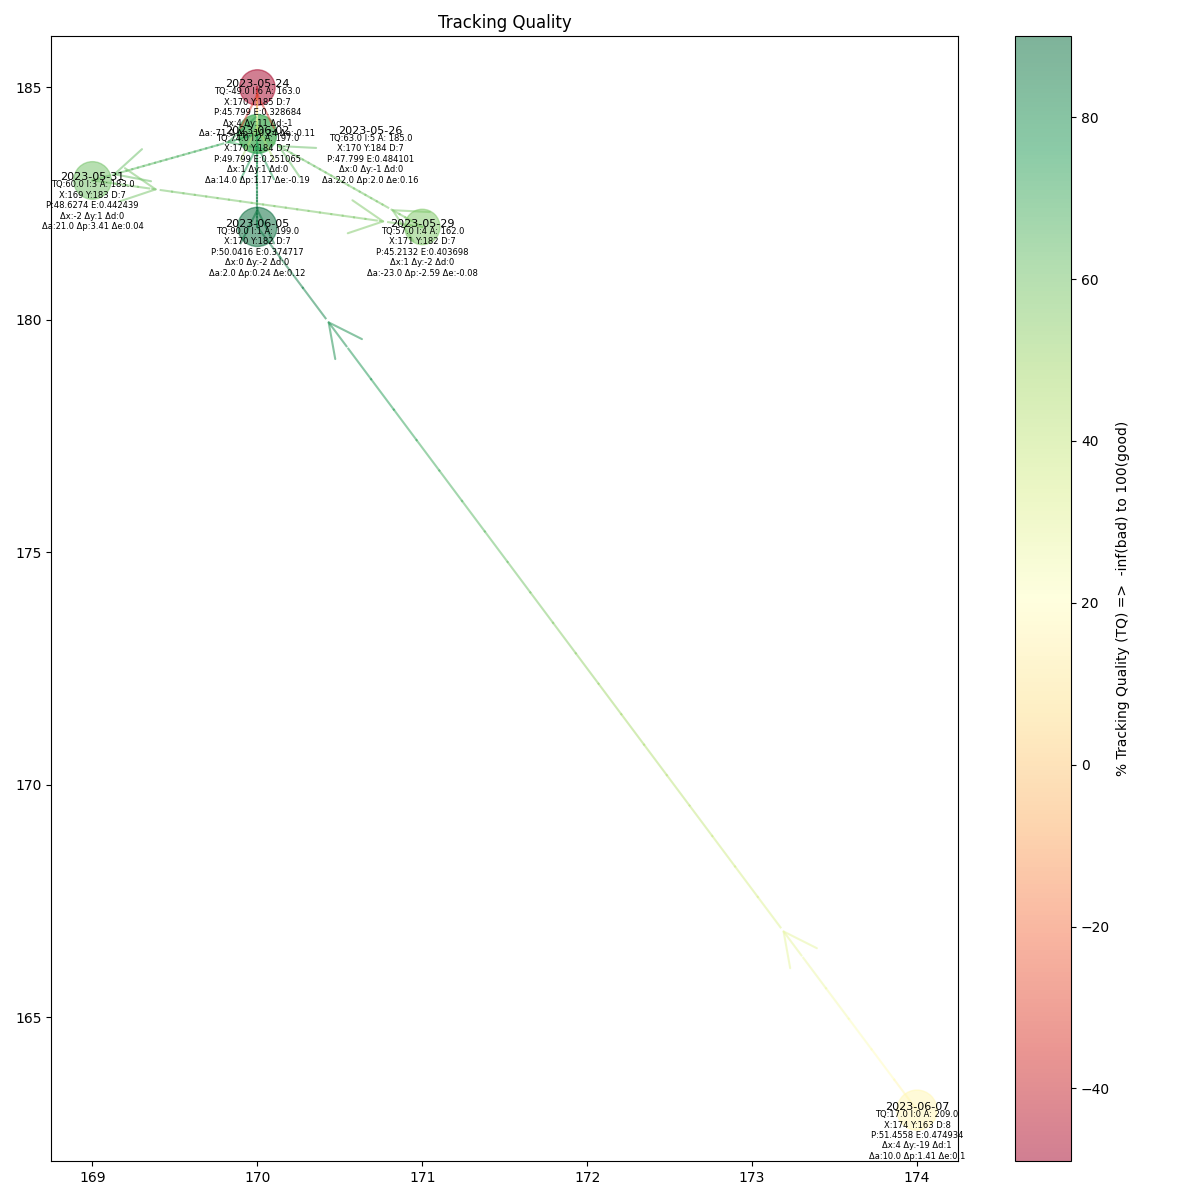 Tracking Quality
185
180
175
170
165
169
170
171
172
173
174
2023-05-24
TQ:-49.0 I:6 A: 163.0
X:170 Y:185 D:7
P:45.799 E:0.328684
Δx:4 Δy:11 Δd:-1
2023-06-02
TQ:74.0 I:2 A: 197.0
X:170 Y:184 D:7
P:49.799 E:0.251065
Δx:1 Δy:1 Δd:0
Δa:14.0 Δp:1.17 Δe:-0.19
2023-05-26
TQ:63.0 I:5 A: 185.0
X:170 Y:184 D:7
P:47.799 E:0.484101
Δx:0 Δy:-1 Δd:0
Δa:22.0 Δp:2.0 Δe:0.16
2023-05-31
TQ:60.0 I:3 A: 183.0
X:169 Y:183 D:7
P:48.6274 E:0.442439
Δx:-2 Δy:1 Δd:0
Δa:21.0 Δp:3.41 Δe:0.04
2023-06-05
TQ:90.0 I:1 A: 199.0
X:170 Y:182 D:7
P:50.0416 E:0.374717
Δx:0 Δy:-2 Δd:0
Δa:2.0 Δp:0.24 Δe:0.12
2023-05-29
TQ:57.0 I:4 A: 162.0
X:171 Y:182 D:7
P:45.2132 E:0.403698
Δx:1 Δy:-2 Δd:0
Δa:-23.0 Δp:-2.59 Δe:-0.08
2023-06-07
TQ:17.0 I:0 A: 209.0
X:174 Y:163 D:8
P:51.4558 E:0.474934
Δx:4 Δy:-19 Δd:1
Δa:10.0 Δp:1.41 Δe:0.1
80
60
40
20
0
−20
−40
% Tracking Quality (TQ) => -inf(bad) to 100(good)